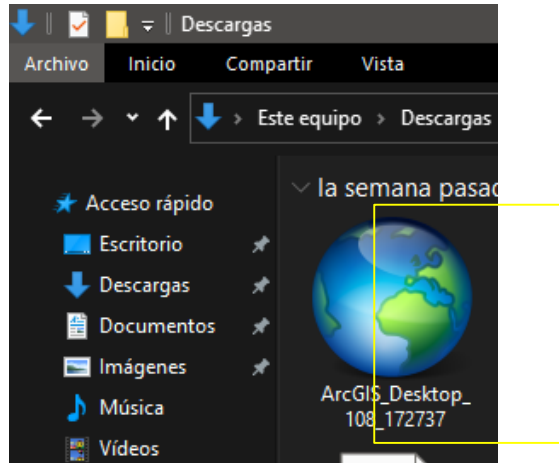 Descargas
Archivo Inicio Compartir Vista
Este equipo > Descargas
la semana pasad
Acceso rápido
Escritorio
Descargas
Documentos
Imágenes
Música
Vídeos
ArcGIS_Desktop_
108_172737